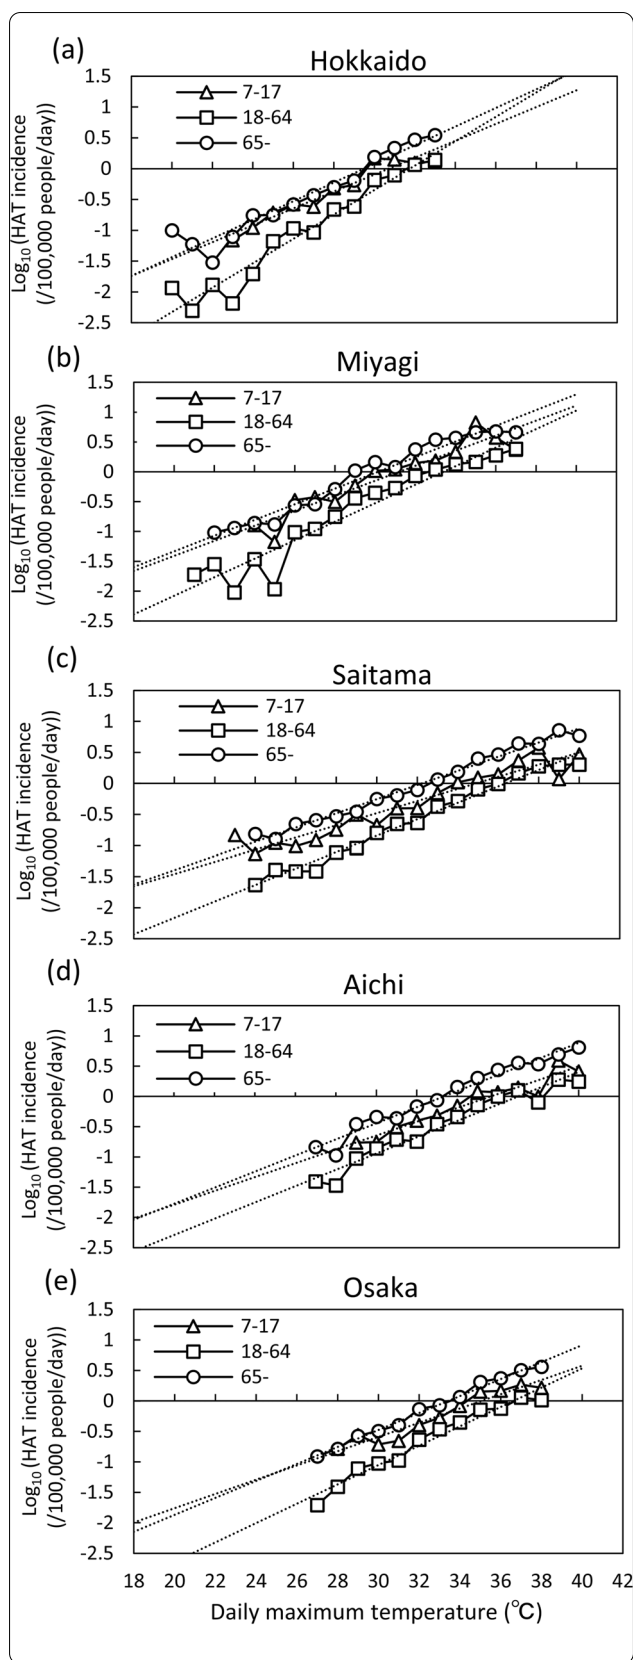 (a)
Hokkaido
1.5
1
0.5
0
-0.5
-1
-1.5
-2
-2.5
7-17
18-64
65-
Log10 (HAT incidence
(/100,000 people/day))
(b)
Miyagi
1.5
1
0.5
0
-0.5
-1
-1.5
-2
-2.5
7-17
18-64
65-
Log10 (HAT incidence
(/100,000 people/day))
(c)
Saitama
1.5
1
0.5
0
-0.5
-1
-1.5
-2
-2.5
7-17
18-64
65-
Log10 (HAT incidence
(/100,000 people/day))
(d)
Aichi
1.5
1
0.5
0
-0.5
-1
-1.5
-2
-2.5
7-17
18-64
65-
Log10 (HAT incidence
(/100,000 people/day))
(e)
Osaka
1.5
1
0.5
0
-0.5
-1
-1.5
-2
-2.5
7-17
18-64
65-
Log10 (HAT incidence
(/100,000 people/day))
18 20 22 24 26 28 30 32 34 36 38 40 42
Daily maximum temperature (℃)